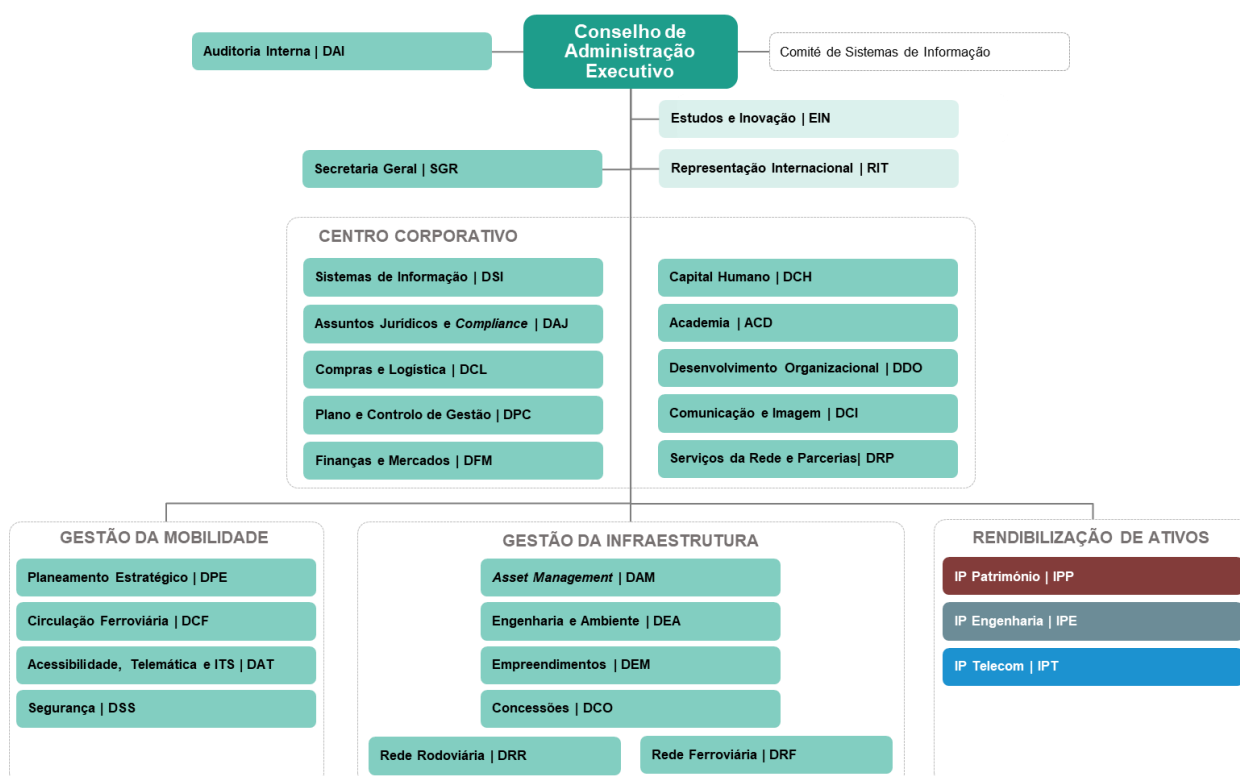 Conselho de
Administração
Executivo
Auditoria Interna | DAI
Comité de Sistemas de Informação
Estudos e Inovação | EIN
Secretaria Geral | SGR
Representação Internacional | RIT
CENTRO CORPORATIVO
Sistemas de Informação | DSI
Assuntos Jurídicos e Compliance | DAJ
Compras e Logística | DCL
Plano e Controlo de Gestão | DPC
Finanças e Mercados | DFM
Capital Humano | DCH
Academia | ACD
Desenvolvimento Organizacional | DDO
Comunicação e Imagem | DCI
Serviços da Rede e Parcerias| DRP
GESTÃO DA MOBILIDADE
Planeamento Estratégico | DPE
Circulação Ferroviária | DCF
Acessibilidade, Telemática e ITS | DAT
Segurança | DSS
GESTÃO DA INFRAESTRUTURA
Asset Management | DAM
Engenharia e Ambiente | DEA
Empreendimentos | DEM
Concessões | DCO
Rede Rodoviária | DRR
Rede Ferroviária | DRF
RENDIBILIZAÇÃO DE ATIVOS
IP Património | IPP
IP Engenharia | IPE
IP Telecom | IPT